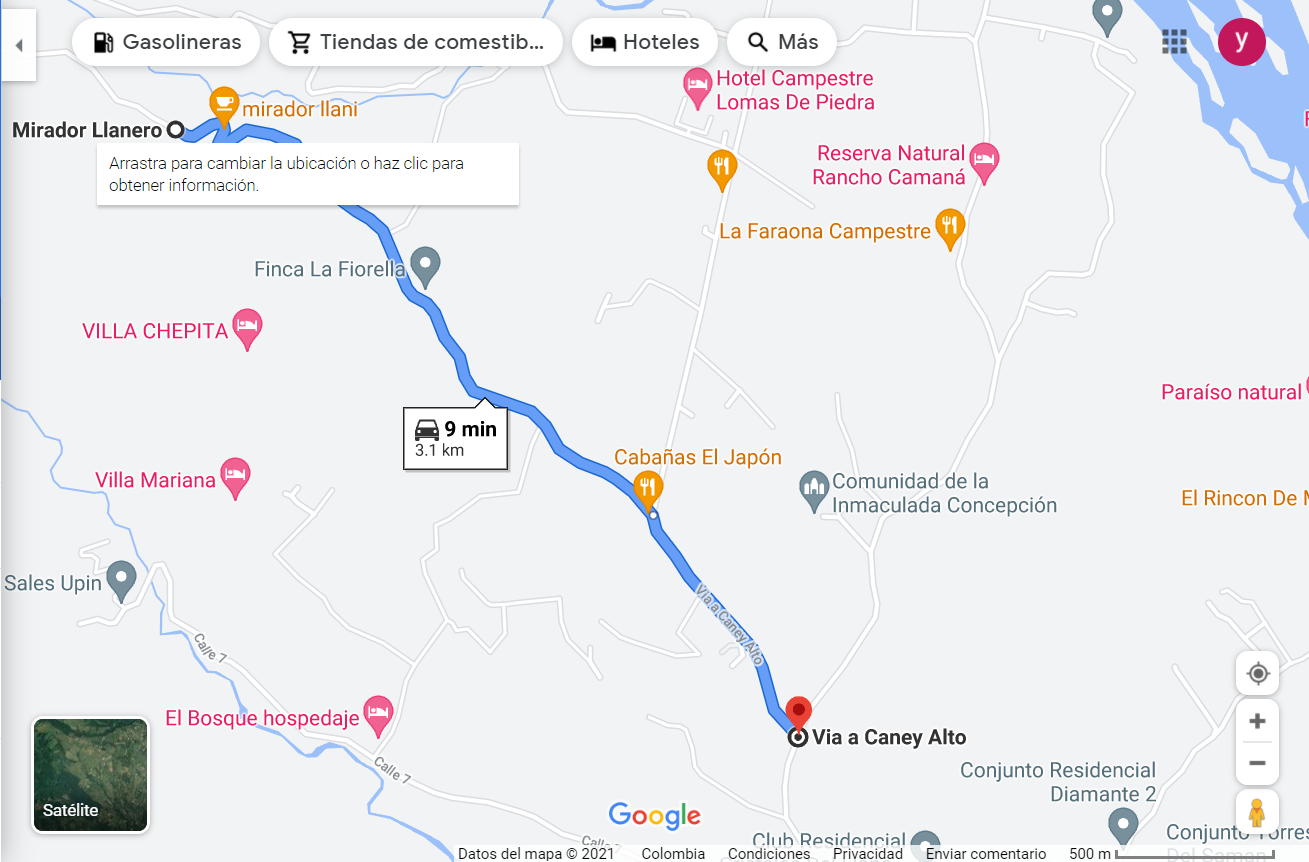 Gasolineras
Tiendas de comestib...
Hoteles
Más
y
Hotel Campestre
Lomas De Piedra
mirador llani
Mirador Llanero
Arrastra para cambiar la ubicación o haz clic para
obtener información.
Reserva Natural
Rancho Camaná
La Faraona Campestre
Finca La Fiorella
VILLA CHEPITA
Paraíso natural
9 min
3.1 km
Cabañas El Japón
Villa Mariana
Comunidad de la
Inmaculada Concepción
El Rincon De
Sales Upin
Via a Caney Alto
Calle 7
El Bosque hospedaje
Via a Caney Alto
Calle 7
Conjunto Residencial
Diamante 2
Satélite
Google
Club Residencial
Conjunto Torres
Del Saman
Calle
Datos del mapa © 2021
Colombia
Condiciones
Privacidad
Enviar comentario
500 m